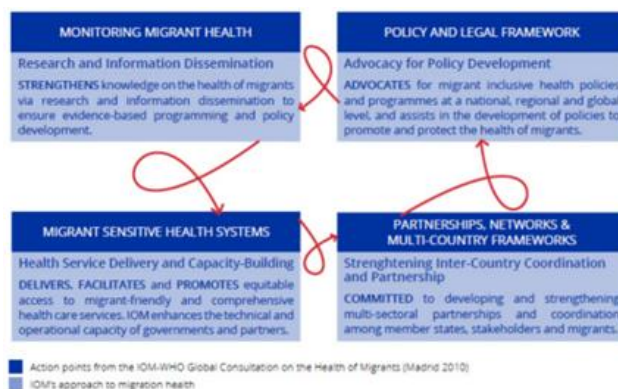 MONITORING MIGRANT HEALTH
Research and Information Dissemination
STRENGTHENS knowledge on the health of migrants
via research and information dissemination to
ensure evidence-based programming and policy
development.
POLICY AND LEGAL FRAMEWORK
Advocacy for Policy Development
ADVOCATES for migrant inclusive health policies
and programmes at a national, regional and global
level, and assists in the development of policies to
promote and protect the health of migrants.
MIGRANT SENSITIVE HEALTH SYSTEMS
Health Service Delivery and Capacity-Building
DELIVERS, FACILITATES and PROMOTES equitable
access to migrant-friendly and comprehensive
health care services. IOM enhances the technical and
operational capacity of governments and partners.
PARTNERSHIPS, NETWORKS &
MULTI-COUNTRY FRAMEWORKS
Strenghtening Inter-Country Coordination
and Partnership
COMMITTED to developing and strengthening
multi-sectoral partnerships and coordination
among member states, stakeholders and migrants.
Action points from the IOM-WHO Global Consultation on the Health of Migrants (Madrid 2010)
IOM's approach to migration health